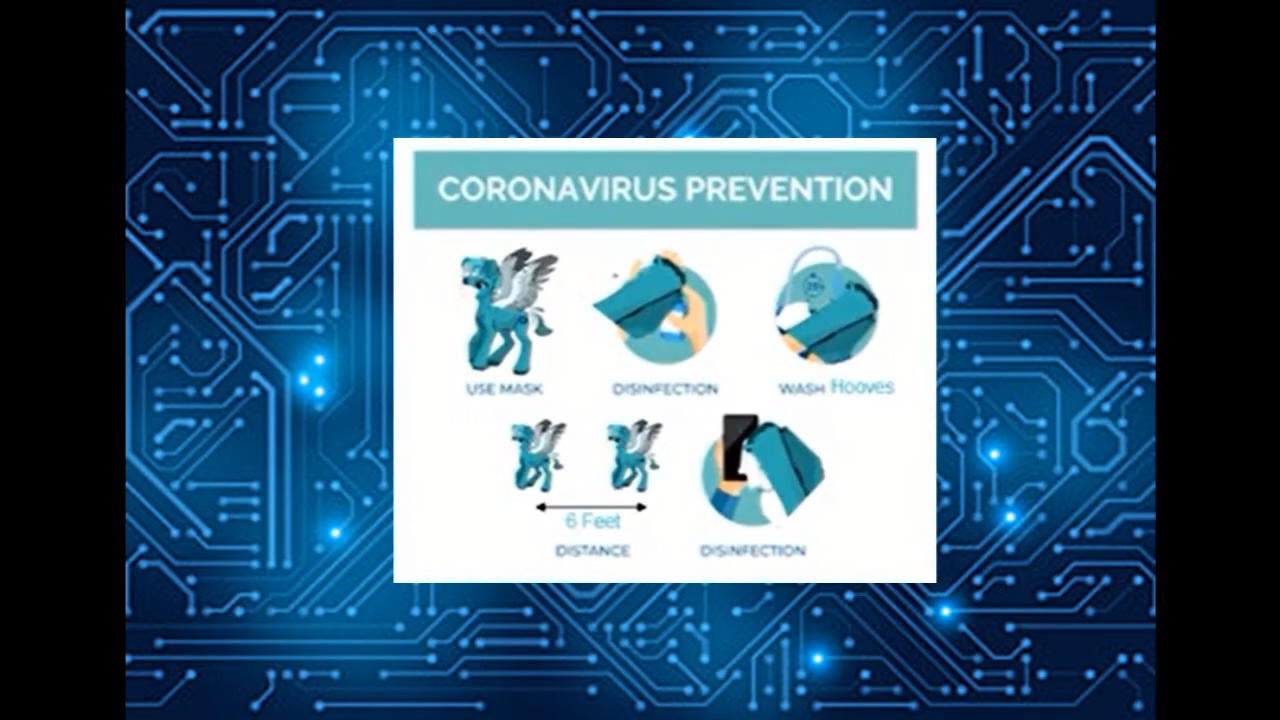 CORONAVIRUS PREVENTION
USE MASK
DISINFECTION
WASH Hooves
6 Feet
DISTANCE
DISINFECTION